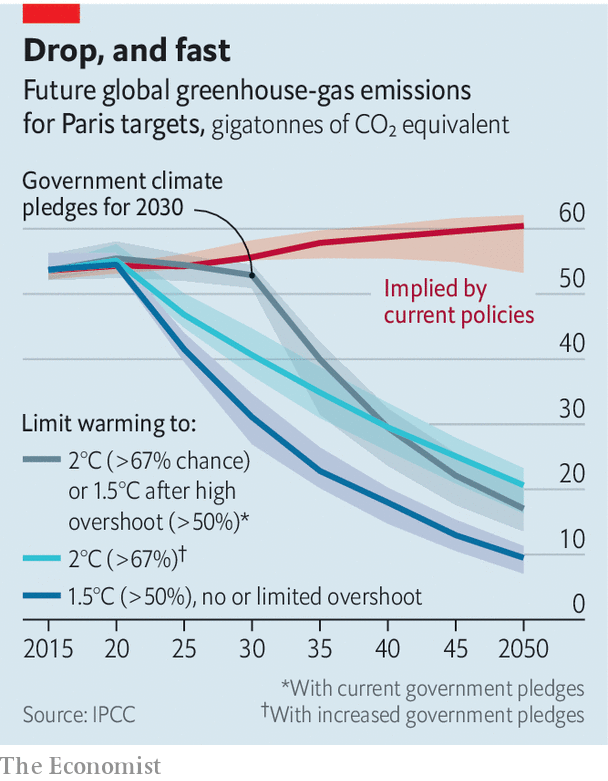 Drop, and fast
Future global greenhouse-gas emissions
for Paris targets, gigatonnes of CO₂ equivalent
Government climate
pledges for 2030
60
50
40
30
20
10
0
Implied by
current policies
Limit warming to:
2°C (>67% chance)
or 1.5°C after high
overshoot (>50%)*
2°C (>67%)†
1.5°C (>50%), no or limited overshoot
2015 20 25 30 35 40 45 2050
*With current government pledges
Source: IPCC †With increased government pledges
The Economist